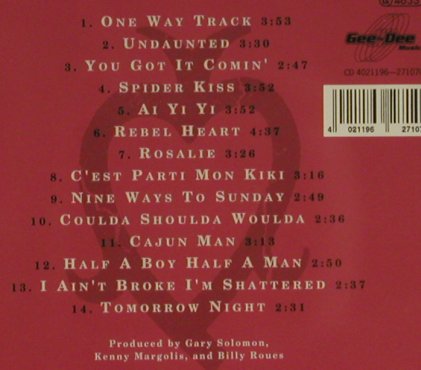 1. ONE WAY TRACK 3:53
2. UNDAUNTED 3:30
3. YOU GOT IT COMIN' 2:47
4. SPIDER KISS 3:52
5. AI YI YI 3:52
6. REBEL HEART 4:37
7. ROSALIE 3:26
8. C'EST PARTI MON KIKI 3:16
9. NINE WAYS TO SUNDAY 2:49
10. COULDA SHOULDA WOULDA 2:36
11. CAJUN MAN 3:13
12. HALF A BOY HALF A MAN 2:50
13. I AIN'T BROKE I'M SHATTERED 2:37
14. TOMORROW NIGHT 2:31
Produced by Gary Solomon,
Kenny Margolis, and Billy Roues
Gee-Dee
Music
CD 4021196-27107
4 021196 27107